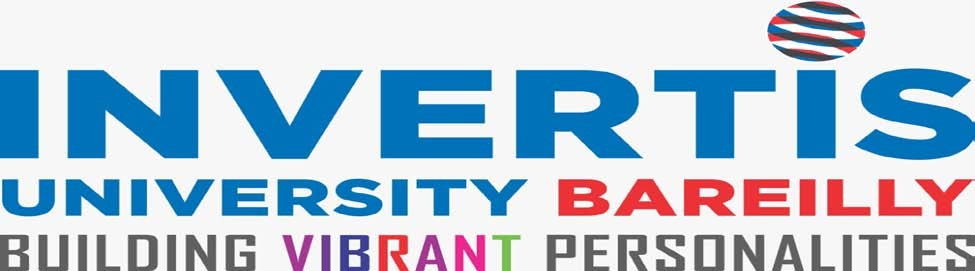 INVERTIS
UNIVERSITY BAREILLY
BUILDING VIBRANT PERSONALITIES